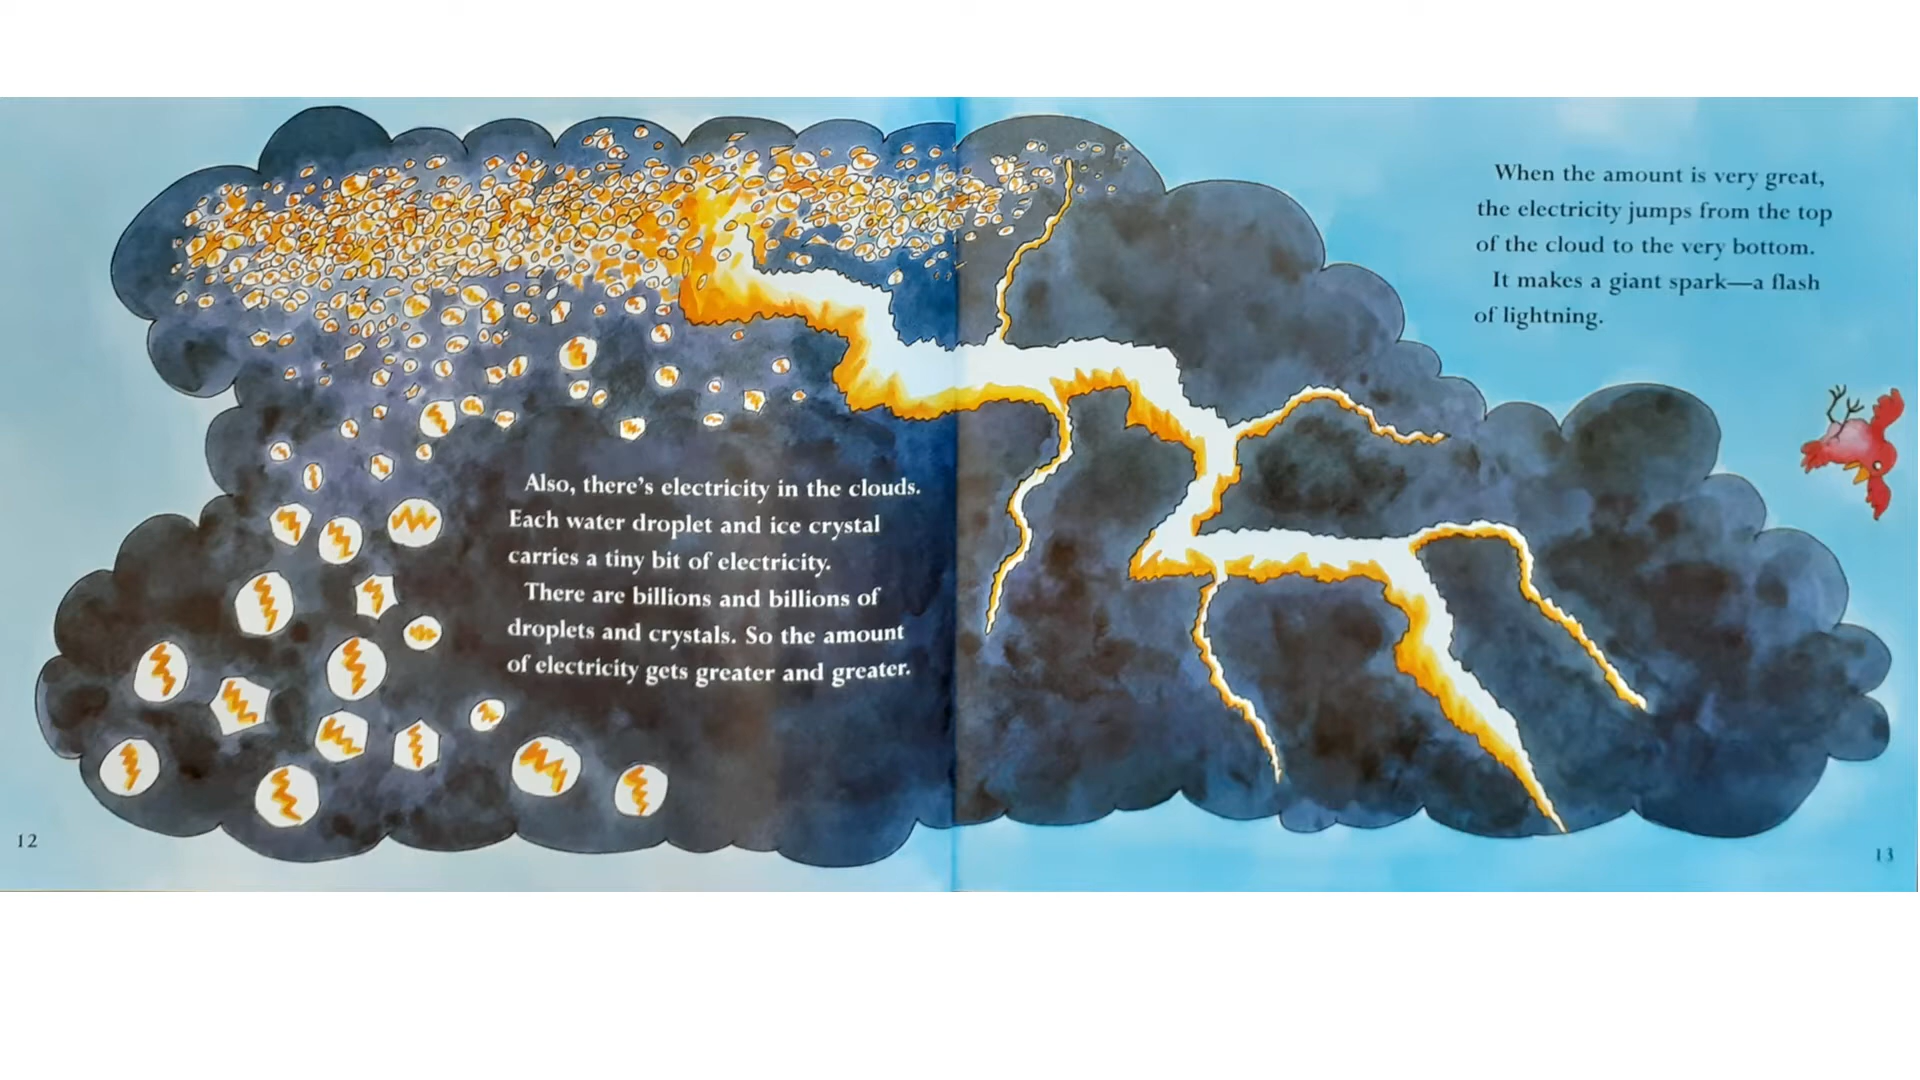 Also, there's electricity in the clouds.
Each water droplet and ice crystal
carries a tiny bit of electricity.
There are billions and billions of
droplets and crystals. So the amount
of electricity gets greater and greater.
12
When the amount is very great,
the electricity jumps from the top
of the cloud to the very bottom.
It makes a giant spark—a flash
of lightning.
13